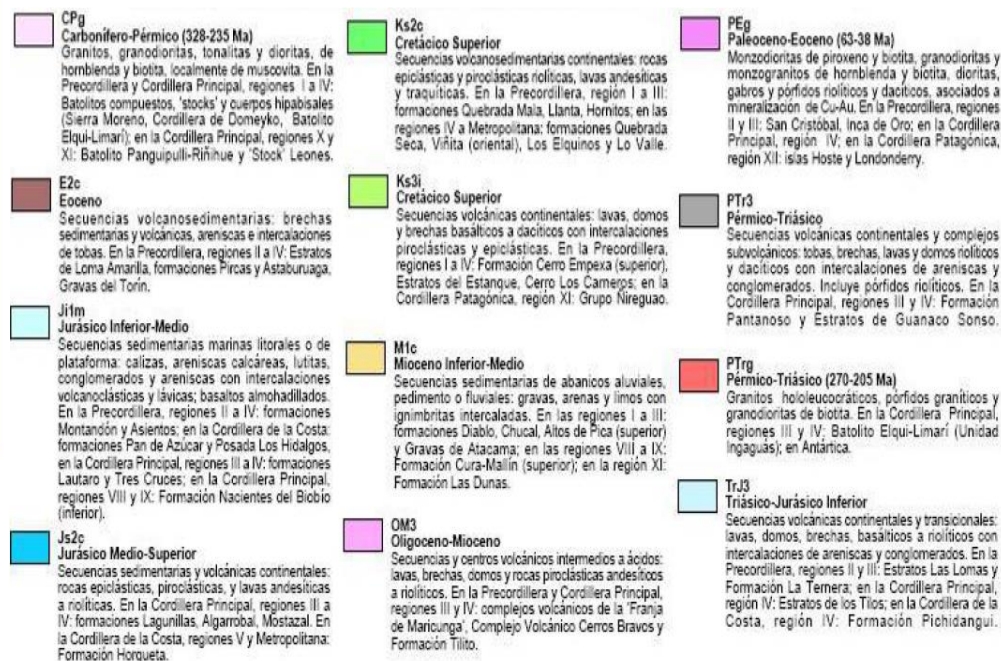 CPg
Carbonífero-Pérmico (328-235 Ma)
Granitos, granodioritas, tonalitas y dioritas, de
hornblenda y biotita, localmente de muscovita. En la
Precordillera y Cordillera Principal, regiones I a IV:
Batolitos compuestos, 'stocks' y cuerpos hipabisales
(Sierra Moreno, Cordillera de Domeyko, Batolito
Elqui-Limarí); en la Cordillera Principal, regiones X y
XI: Batolito Panguipulli-Riñihue y 'Stock' Leones.
E2c
Eoceno
Secuencias volcanosedimentarias: brechas
sedimentarias y volcánicas, areniscas e intercalaciones
de tobas. En la Precordillera, regiones II a IV: Estratos
de Loma Amarilla, formaciones Pircas y Astaburuaga,
Gravas del Torín.
Ji1m
Jurásico Inferior-Medio
Secuencias sedimentarias marinas litorales o de
plataforma: calizas, areniscas calcáreas, lutitas,
conglomerados y areniscas con intercalaciones
volcanoclásticas y lávicas; basaltos almohadillados.
En la Precordillera, regiones II a IV: formaciones
Montandón y Asientos; en la Cordillera de la Costa:
formaciones Pan de Azúcar y Posada Los Hidalgos,
en la Cordillera Principal, regiones III a IV: formaciones
Lautaro y Tres Cruces; en la Cordillera Principal,
regiones VIII y IX: Formación Nacientes del Biobío
(inferior).
Js2c
Jurásico Medio-Superior
Secuencias sedimentarias y volcánicas continentales:
rocas epiclásticas, piroclásticas, y lavas andesíticas
a riolíticas. En la Cordillera Principal, regiones III a
IV: formaciones Lagunillas, Algarrobal, Mostazal. En
la Cordillera de la Costa, regiones V y Metropolitana:
Formación Horqueta.
Ks2c
Cretácico Superior
Secuencias volcanosedimentarias continentales: rocas
epiclásticas y piroclásticas riolíticas, lavas andesíticas
y traquíticas. En la Precordillera, región I a III:
formaciones Quebrada Mala, Llanta, Hornitos; en las
regiones IV a Metropolitana: formaciones Quebrada
Seca, Viñita (oriental), Los Elquinos y Lo Valle.
Ks3i
Cretácico Superior
Secuencias volcánicas continentales: lavas, domos
y brechas basálticos a dacíticos con intercalaciones
piroclásticas y epiclásticas. En la Precordillera,
regiones I a IV: Formación Cerro Empexa (superior),
Estratos del Estanque, Cerro Los Carneros; en la
Cordillera Patagónica, región XI: Grupo Ñireguao.
M1c
Mioceno Inferior-Medio
Secuencias sedimentarias de abanicos aluviales,
pedimento o fluviales: gravas, arenas y limos con
ignimbritas intercaladas. En las regiones I a III:
formaciones Diablo, Chucal, Altos de Pica (superior)
y Gravas de Atacama; en las regiones VIII a IX:
Formación Cura-Mallín (superior); en la región XI:
Formación Las Dunas.
OM3
Oligoceno-Mioceno
Secuencias y centros volcánicos intermedios a ácidos:
lavas, brechas, domos y rocas piroclásticas andesíticos
a riolíticos. En la Precordillera y Cordillera Principal,
regiones III y IV: complejos volcánicos de la 'Franja
de Maricunga', Complejo Volcánico Cerros Bravos y
Formación Tilito.
PEg
Paleoceno-Eoceno (63-38 Ma)
Monzodioritas de piroxeno y biotita, granodioritas y
monzogranitos de hornblenda y biotita, dioritas,
gabros y pórfidos riolíticos y dacíticos, asociados a
mineralización de Cu-Au. En la Precordillera, regiones
II y III: San Cristóbal, Inca de Oro; en la Cordillera
Principal, región IV; en la Cordillera Patagónica,
región XII: islas Hoste y Londonderry.
PTr3
Pérmico-Triásico
Secuencias volcánicas continentales y complejos
subvolcánicos: tobas, brechas, lavas y domos riolíticos
y dacíticos con intercalaciones de areniscas y
conglomerados. Incluye pórfidos riolíticos. En la
Cordillera Principal, regiones III y IV: Formación
Pantanoso y Estratos de Guanaco Sonso.
PTrg
Pérmico-Triásico (270-205 Ma)
Granitos hololeucocráticos, pórfidos graníticos y
granodioritas de biotita. En la Cordillera Principal,
regiones III y IV: Batolito Elqui-Limarí (Unidad
Ingaguás); en Antártica.
TrJ3
Triásico-Jurásico Inferior
Secuencias volcánicas continentales y transicionales:
lavas, domos, brechas, basálticos a riolíticos con
intercalaciones de areniscas y conglomerados. En la
Precordillera, regiones II y III: Estratos Las Lomas y
Formación La Ternera; en la Cordillera Principal,
región IV: Estratos de los Tilos; en la Cordillera de la
Costa, región IV: Formación Pichidangui.